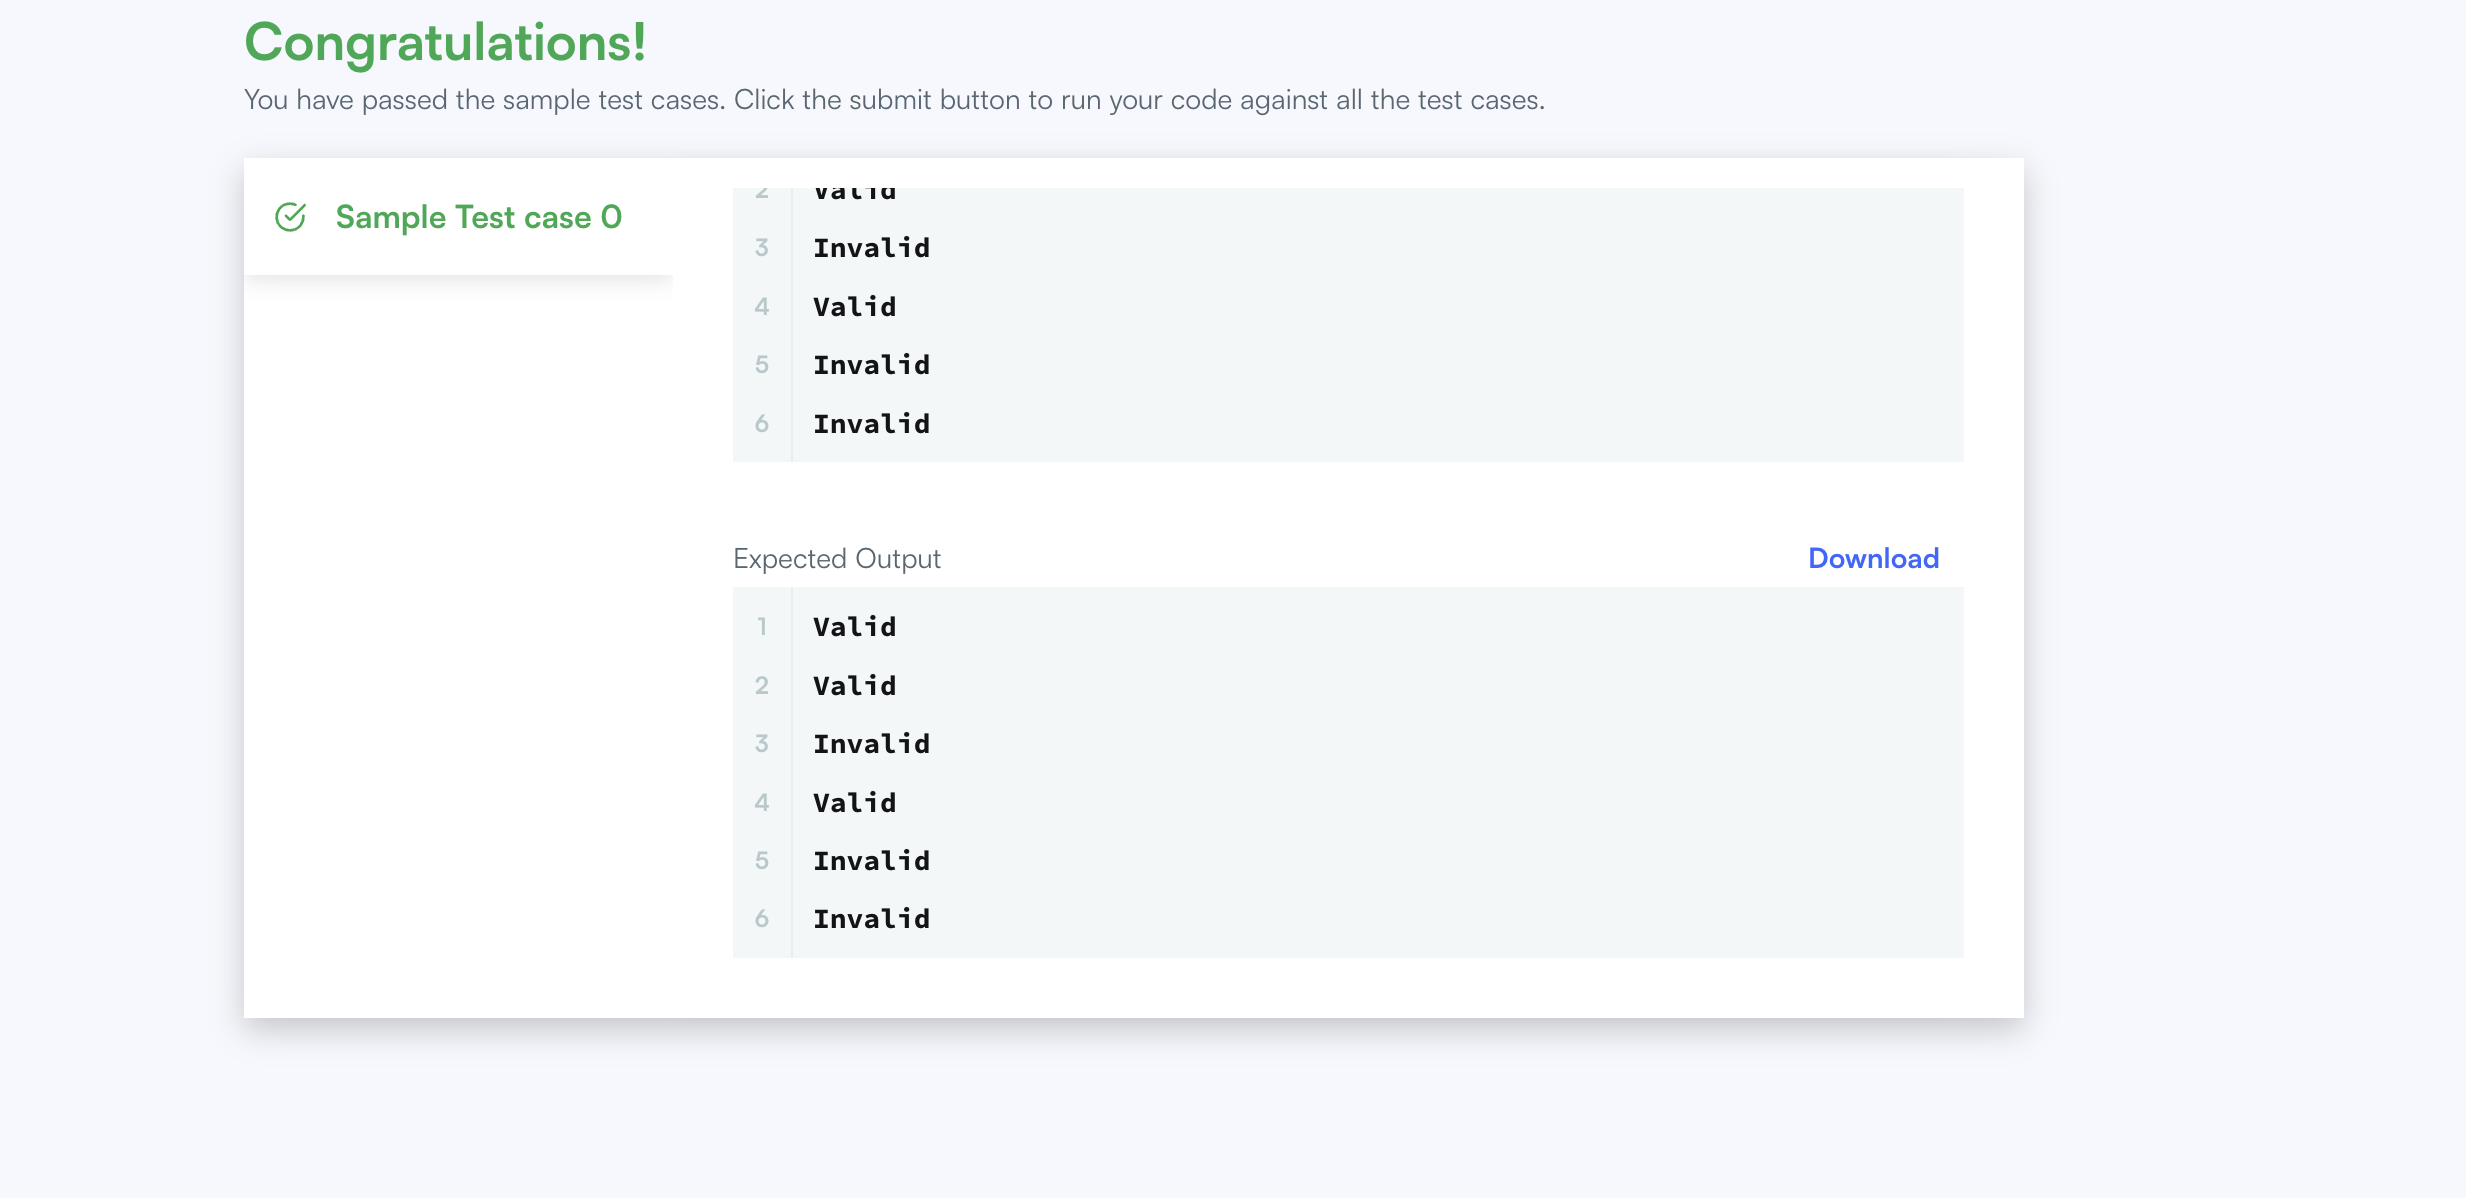 Congratulations!
You have passed the sample test cases. Click the submit button to run your code against all the test cases.
Sample Test case 0
2 Valid
3 Invalid
4 Valid
5 Invalid
6 Invalid
Expected Output Download
1 Valid
2 Valid
3 Invalid
4 Valid
5 Invalid
6 Invalid